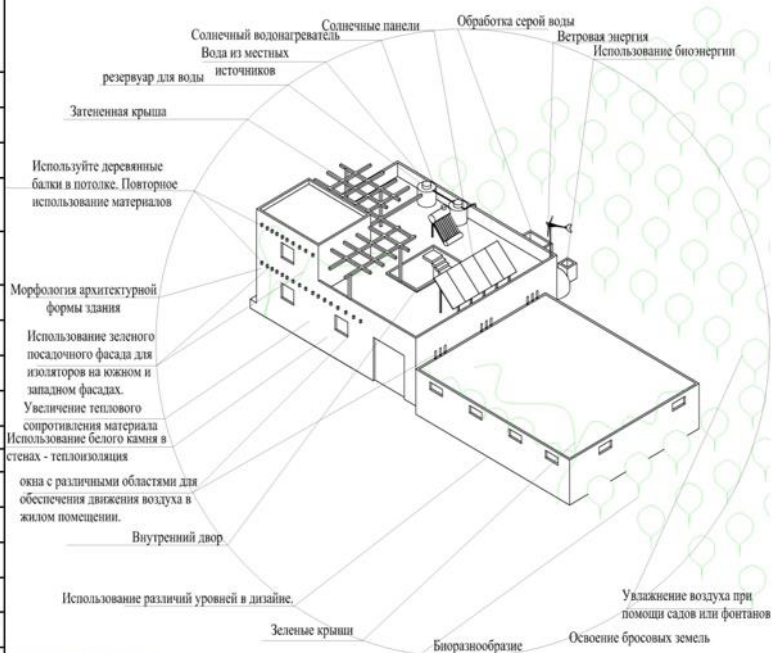 Солнечный водонагреватель
Солнечные панели
Обработка серой воды
Ветровая энергия
Использование биоэнергии
Вода из местных
источников
резервуар для воды
Затененная крыша
Используйте деревянные
балки в потолке. Повторное
использование материалов
Морфология архитектурной
формы здания
Использование зеленого
посадочного фасада для
изоляторов на южном и
западном фасадах.
Увеличение теплового
сопротивления материала
Использование белого камня в
стенах - теплоизоляция
окна с различными областями для
обеспечения движения воздуха в
жилом помещении.
Внутренний двор
Использование различий уровней в дизайне.
Зеленые крыши
Биоразнообразие
Освоение бросовых земель
Увлажнение воздуха при
помощи садов или фонтанов